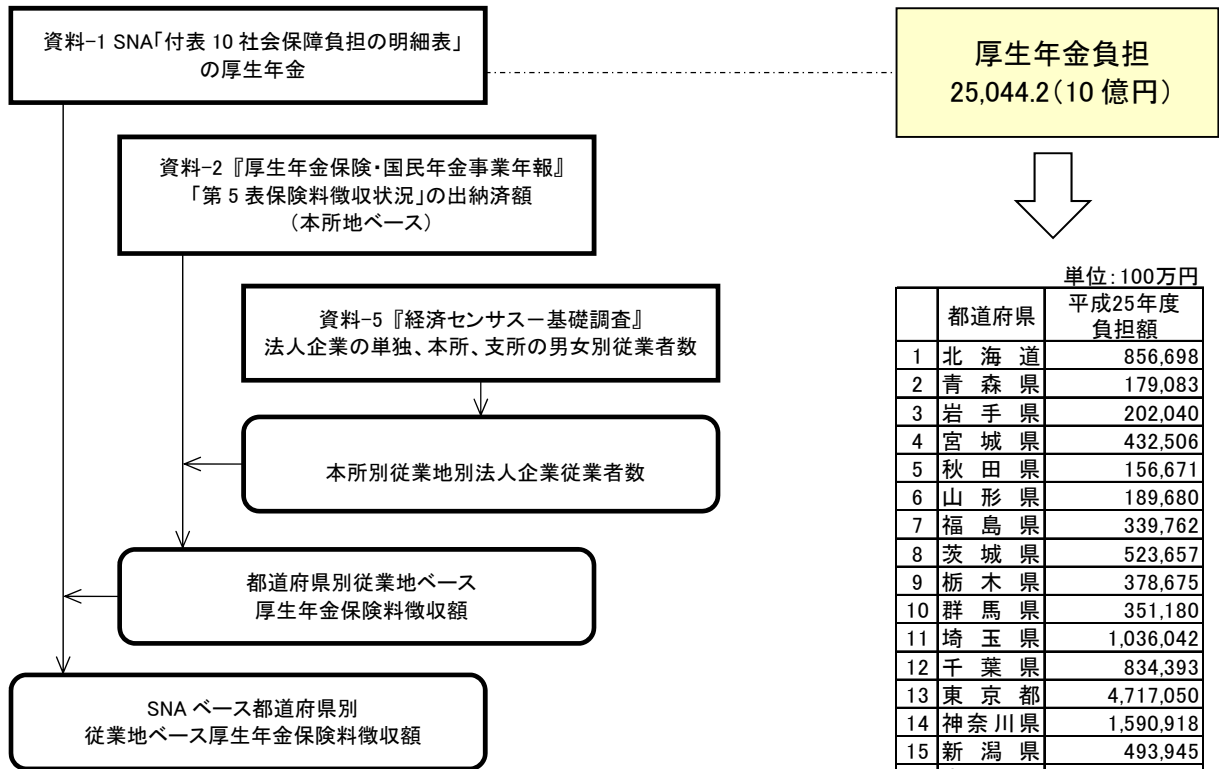 資料-1 SNA「付表 10 社会保障負担の明細表」
の厚生年金
厚生年金負担
25,044.2(10 億円)
資料-2『厚生年金保険・国民年金事業年報』
「第 5 表保険料徴収状況」の出納済額
(本所地ベース)
資料-5『経済センサスー基礎調査』
法人企業の単独、本所、支所の男女別従業者数
本所別従業地別法人企業従業者数
都道府県別従業地ベース
厚生年金保険料徴収額
SNA ベース都道府県別
従業地ベース厚生年金保険料徴収額
単位:100万円
都道府県 平成25年度
負担額
1 北海道 856,698
2 青森県 179,083
3 岩手県 202,040
4 宮城県 432,506
5 秋田県 156,671
6 山形県 189,680
7 福島県 339,762
8 茨城県 523,657
9 栃木県 378,675
10 群馬県 351,180
11 埼玉県 1,036,042
12 千葉県 834,393
13 東京都 4,717,050
14 神奈川県 1,590,918
15 新潟県 493,945